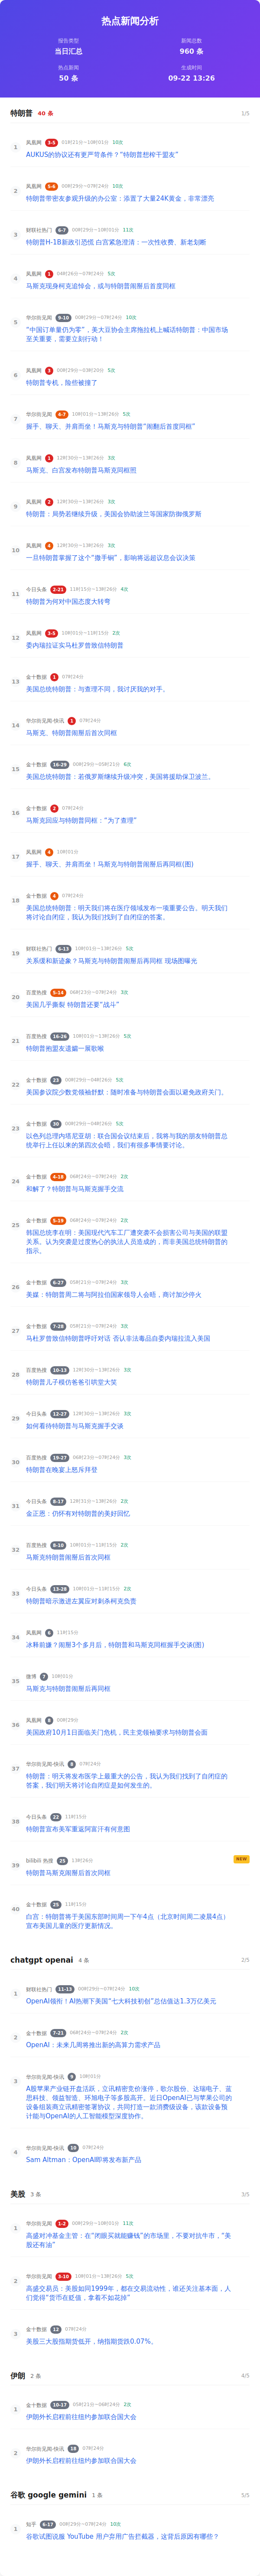 热点新闻分析
报告类型
当日汇总
新闻总数
960 条
热点新闻
50 条
生成时间
09-22 13:26
特朗普 40 条 1/5
1
凤凰网 3-5 01时21分~10时01分 10次
AUKUS的协议还有更严苛条件？“特朗普想榨干盟友”
2
凤凰网 5-6 00时29分~07时24分 10次
特朗普带密友参观升级的办公室：添置了大量24K黄金，非常漂亮
3
财联社热门 6-7 00时29分~10时01分 11次
特朗普H-1B新政引恐慌 白宫紧急澄清：一次性收费、新老划断
4
凤凰网 1 04时26分~07时24分 5次
马斯克现身柯克追悼会，或与特朗普闹掰后首度同框
5
华尔街见闻 9-10 00时29分~07时24分 10次
“中国订单量仍为零”，美大豆协会主席拖拉机上喊话特朗普：中国市
场至关重要，需要立刻行动！
6
凤凰网 3 00时29分~03时20分 5次
特朗普专机，险些被撞了
7
华尔街见闻 4-7 10时01分~13时26分 5次
握手、聊天、并肩而坐！马斯克与特朗普“闹翻后首度同框”
8
凤凰网 1 12时30分~13时26分 3次
马斯克、白宫发布特朗普马斯克同框照
9
凤凰网 2 12时30分~13时26分 3次
特朗普：局势若继续升级，美国会协助波兰等国家防御俄罗斯
10
凤凰网 4 12时30分~13时26分 3次
一旦特朗普掌握了这个“撒手锏”，影响将远超议息会议决策
11
今日头条 2-21 11时15分~13时26分 4次
特朗普为何对中国态度大转弯
12
凤凰网 3-5 10时01分~11时15分 2次
委内瑞拉证实马杜罗曾致信特朗普
13
金十数据 1 07时24分
美国总统特朗普：与查理不同，我讨厌我的对手。
14
华尔街见闻-快讯 1 07时24分
马斯克、特朗普闹掰后首次同框
15
金十数据 16-29 00时29分~05时21分 6次
美国总统特朗普：若俄罗斯继续升级冲突，美国将援助保卫波兰。
16
金十数据 2 07时24分
马斯克回应与特朗普同框：“为了查理”
17
凤凰网 4 10时01分
握手、聊天、并肩而坐！马斯克与特朗普闹掰后再同框(图)
18
金十数据 4 07时24分
美国总统特朗普：明天我们将在医疗领域发布一项重要公告。明天我们
将讨论自闭症，我认为我们找到了自闭症的答案。
19
财联社热门 6-13 10时01分~13时26分 5次
关系缓和新迹象？马斯克与特朗普闹掰后再同框 现场图曝光
20
百度热搜 5-14 06时23分~07时24分 3次
美国几乎撕裂 特朗普还要“战斗”
21
百度热搜 16-26 10时01分~13时26分 5次
特朗普抱盟友遗孀一展歌喉
22
金十数据 23 00时29分~04时26分 5次
美国参议院少数党领袖舒默：随时准备与特朗普会面以避免政府关门。
23
金十数据 30 00时29分~04时26分 5次
以色列总理内塔尼亚胡：联合国会议结束后，我将与我的朋友特朗普总
统举行上任以来的第四次会晤，我们有很多事情要讨论。
24
金十数据 4-18 06时24分~07时24分 2次
和解了？特朗普与马斯克握手交流
25
金十数据 5-19 06时24分~07时24分 2次
韩国总统李在明：美国现代汽车工厂遭突袭不会损害公司与美国的联盟
关系。认为突袭是过度热心的执法人员造成的，而非美国总统特朗普的
指示。
26
金十数据 6-27 05时21分~07时24分 3次
美媒：特朗普周二将与阿拉伯国家领导人会晤，商讨加沙停火
27
金十数据 7-28 05时21分~07时24分 3次
马杜罗曾致信特朗普呼吁对话 否认非法毒品自委内瑞拉流入美国
28
百度热搜 10-13 12时30分~13时26分 3次
特朗普儿子模仿爸爸引哄堂大笑
29
今日头条 12-27 12时30分~13时26分 3次
如何看待特朗普与马斯克握手交谈
30
百度热搜 19-27 06时23分~07时24分 3次
特朗普在晚宴上怒斥拜登
31
今日头条 8-17 12时31分~13时26分 2次
金正恩：仍怀有对特朗普的美好回忆
32
百度热搜 8-18 10时01分~11时15分 2次
马斯克特朗普闹掰后首次同框
33
今日头条 13-28 10时01分~11时15分 2次
特朗普暗示激进左翼应对刺杀柯克负责
34
凤凰网 6 11时15分
冰释前嫌？闹掰3个多月后，特朗普和马斯克同框握手交谈(图)
35
微博 7 10时01分
马斯克与特朗普闹掰后再同框
36
凤凰网 8 00时29分
美国政府10月1日面临关门危机，民主党领袖要求与特朗普会面
37
华尔街见闻-快讯 8 07时24分
特朗普：明天将发布医学上最重大的公告，我认为我们找到了自闭症的
答案，我们明天将讨论自闭症是如何发生的。
38
今日头条 22 11时15分
特朗普宣布美军重返阿富汗有何意图
39
bilibili 热搜 25 13时26分 NEW
特朗普马斯克闹掰后首次同框
40
金十数据 25 11时15分
白宫：特朗普将于美国东部时间周一下午4点（北京时间周二凌晨4点）
宣布美国儿童的医疗更新情况。
chatgpt openai 4 条 2/5
1
财联社热门 11-13 00时29分~07时24分 10次
OpenAI领衔！AI热潮下美国“七大科技初创”总估值达1.3万亿美元
2
金十数据 7-21 06时24分~07时24分 2次
OpenAI：未来几周将推出新的高算力需求产品
3
华尔街见闻-快讯 9 10时01分
A股苹果产业链开盘活跃，立讯精密竞价涨停，歌尔股份、达瑞电子、蓝
思科技、领益智造、环旭电子等多股高开。近日OpenAI已与苹果公司的
设备组装商立讯精密签署协议，共同打造一款消费级设备，该款设备预
计能与OpenAI的人工智能模型深度协作。
4
华尔街见闻-快讯 10 07时24分
Sam Altman：OpenAI即将发布新产品
美股 3 条 3/5
1
华尔街见闻 1-2 00时29分~10时01分 11次
高盛对冲基金主管：在“闭眼买就能赚钱”的市场里，不要对抗牛市，“美
股还有油”
2
华尔街见闻 3-10 10时01分~13时26分 5次
高盛交易员：美股如同1999年，都在交易流动性，谁还关注基本面，人
们觉得“货币在贬值，拿着不如花掉”
3
金十数据 12 07时24分
美股三大股指期货低开，纳指期货跌0.07%。
伊朗 2 条 4/5
1
金十数据 10-17 05时21分~06时24分 2次
伊朗外长启程前往纽约参加联合国大会
2
华尔街见闻-快讯 18 07时24分
伊朗外长启程前往纽约参加联合国大会
谷歌 google gemini 1 条 5/5
1
知乎 6-17 00时29分~07时24分 10次
谷歌试图说服 YouTube 用户弃用广告拦截器，这背后原因有哪些？